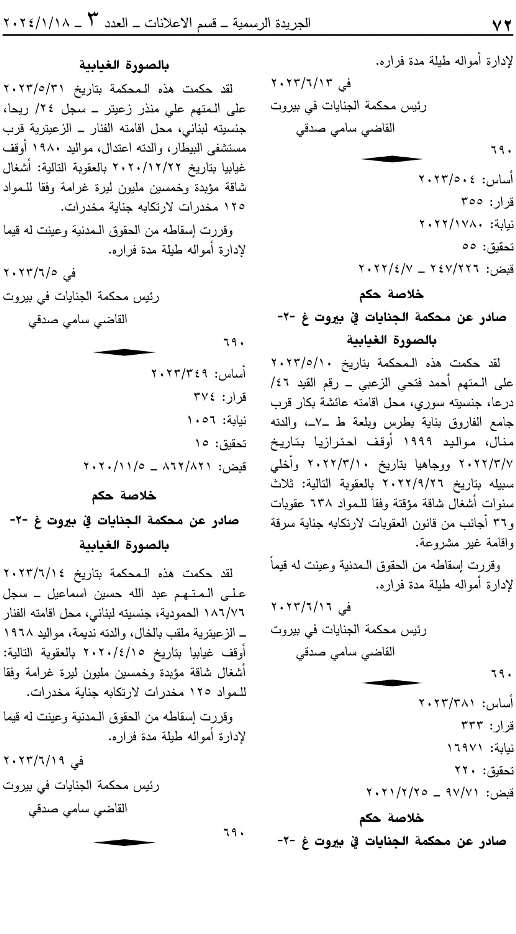 ٧٢
الجريدة الرسمية ــ قسم الاعلانات ــ العدد ٣ ــ ٢٠٢٤/١/١٨
لإدارة أمواله طيلة مدة فراره.
في ٢٠٢٣/٦/١٣
رئيس محكمة الجنايات في بيروت
القاضي سامي صدقي
٦٩٠
أساس: ٢٠٢٣/٥٠٤
قرار: ٣٥٥
نيابة: ٢٠٢٢/١٧٨٠
تحقيق: ٥٥
قبض: ٢٤٧/٢٢٦ ــ ٢٠٢٢/٤/٧
خلاصة حكم
صادر عن محكمة الجنايات في بيروت غ -٢-
بالصورة الغيابية
لقد حكمت هذه المحكمة بتاريخ ٢٠٢٣/٥/١٠
على المتهم أحمد فتحي الزعبي ــ رقم القيد ٤٦/
درعا، جنسيته سوري، محل اقامته عائشة بكار قرب
جامع الفاروق بناية بطرس وبلعة ط ــ٧ــ، والدته
منال، مواليد ١٩٩٩ أوقف احترازيا بتاريخ
٢٠٢٢/٣/٧ ووجاهيا بتاريخ ٢٠٢٢/٣/١٠ وأخلي
سبيله بتاريخ ٢٠٢٢/٩/٢٦ بالعقوبة التالية: ثلاث
سنوات أشغال شاقة مؤقتة وفقا للمواد ٦٣٨ عقوبات
و٣٦ أجانب من قانون العقوبات لارتكابه جناية سرقة
واقامة غير مشروعة.
وقررت إسقاطه من الحقوق المدنية وعينت له قيماً
لإدارة أمواله طيلة مدة فراره.
في ٢٠٢٣/٦/١٦
رئيس محكمة الجنايات في بيروت
القاضي سامي صدقي
٦٩٠
أساس: ٢٠٢٣/٣٨١
قرار: ٣٣٣
نيابة: ١٦٩٧١
تحقيق: ٢٢٠
قبض: ٩٧/٧١ ــ ٢٠٢١/٢/٢٥
خلاصة حكم
صادر عن محكمة الجنايات في بيروت غ -٢-
بالصورة الغيابية
لقد حكمت هذه المحكمة بتاريخ ٢٠٢٣/٥/٣١
على المتهم علي منذر زعيتر ــ سجل ٢٤/ ريحا،
جنسيته لبناني، محل اقامته الفنار ــ الزعيترية قرب
مستشفى البيطار، والدته اعتدال، مواليد ١٩٨٠ أوقف
غيابيا بتاريخ ٢٠٢٠/١٢/٢٢ بالعقوبة التالية: أشغال
شاقة مؤبدة وخمسين مليون ليرة غرامة وفقا للمواد
١٢٥ مخدرات لارتكابه جناية مخدرات.
وقررت إسقاطه من الحقوق المدنية وعينت له قيما
لإدارة أمواله طيلة مدة فراره.
في ٢٠٢٣/٦/٥
رئيس محكمة الجنايات في بيروت
القاضي سامي صدقي
٦٩٠
أساس: ٢٠٢٣/٣٤٩
قرار: ٣٧٤
نيابة: ١٠٥٦
تحقيق: ١٥
قبض: ٨٦٢/٨٢١ ــ ٢٠٢٠/١١/٥
خلاصة حكم
صادر عن محكمة الجنايات في بيروت غ -٢-
بالصورة الغيابية
لقد حكمت هذه المحكمة بتاريخ ٢٠٢٣/٦/١٤
على المتهم عبد الله حسين اسماعيل ــ سجل
١٨٦/٧٦ الحمودية، جنسيته لبناني، محل اقامته الفنار
ــ الزعيترية ملقب بالخال، والدته نديمة، مواليد ١٩٦٨
أوقف غيابيا بتاريخ ٢٠٢٠/٤/١٥ بالعقوبة التالية:
أشغال شاقة مؤبدة وخمسين مليون ليرة غرامة وفقا
للمواد ١٢٥ مخدرات لارتكابه جناية مخدرات.
وقررت إسقاطه من الحقوق المدنية وعينت له قيما
لإدارة أمواله طيلة مدة فراره.
في ٢٠٢٣/٦/١٩
رئيس محكمة الجنايات في بيروت
القاضي سامي صدقي
٦٩٠